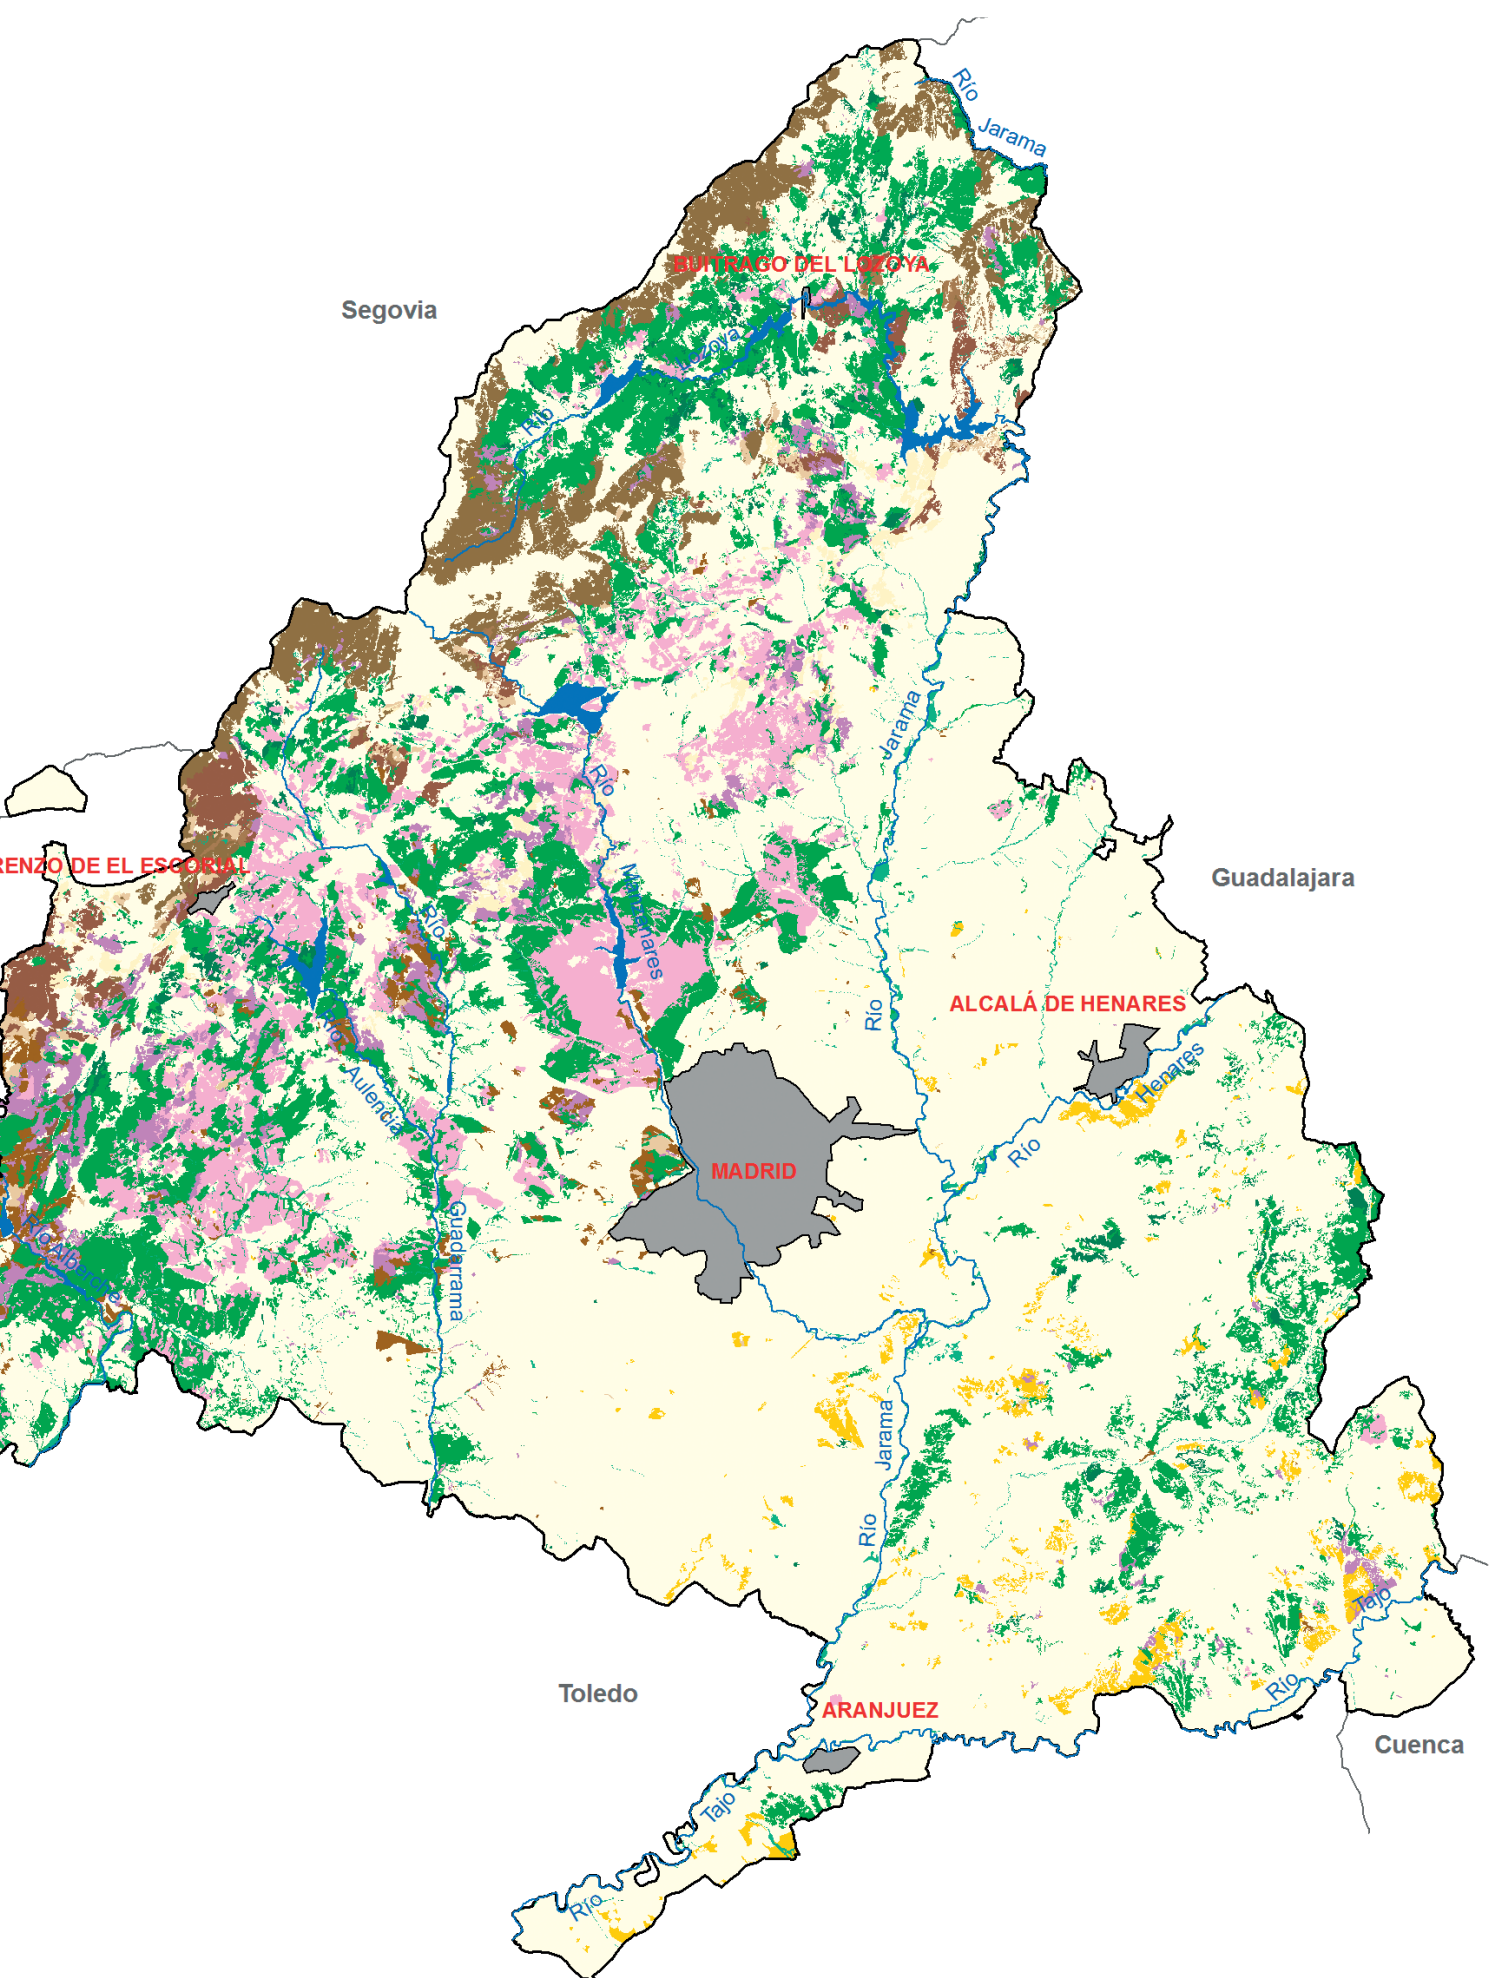 Río
Jarama
BUITRAGO DEL LOZOYA
Segovia
Lozoya
Río
Jarama
Río
RENZO DE EL ESCORIAL
Manzanares
Guadalajara
Río
ALCALÁ DE HENARES
Río
Río
Aulencia
Henares
Río
MADRID
Guadarrama
Río Alberche
Jarama
Río
Tajo
Río
Toledo
ARANJUEZ
Cuenca
Tajo
Río